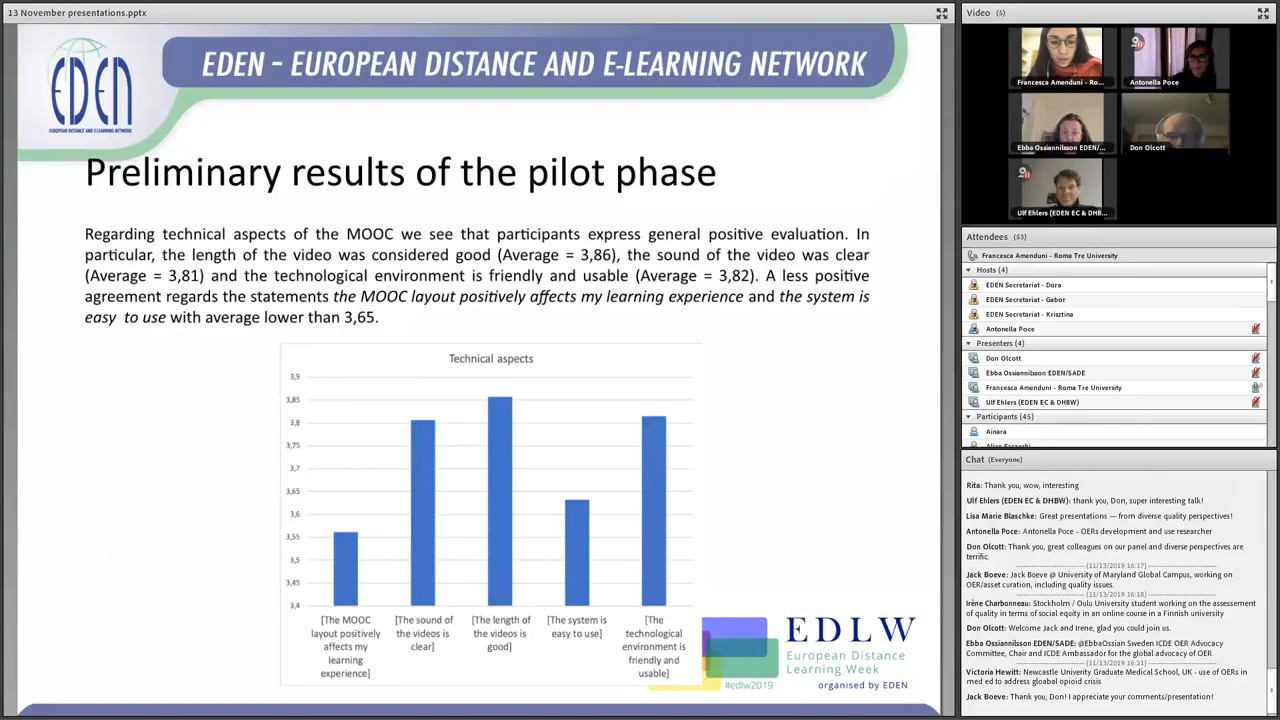 13 November presentations.pptx
EDEN
EUROPEAN DISTANCE AND E-LEARNING NETWORK
EDEN - EUROPEAN DISTANCE AND E-LEARNING NETWORK
Preliminary results of the pilot phase
Regarding technical aspects of the MOOC we see that participants express general positive evaluation. In
particular, the length of the video was considered good (Average = 3,86), the sound of the video was clear
(Average = 3,81) and the technological environment is friendly and usable (Average = 3,82). A less positive
agreement regards the statements the MOOC layout positively affects my learning experience and the system is
easy to use with average lower than 3,65.
Technical aspects
3,9
3,85
3,8
3,75
3,7
3,65
3,6
3,55
3,5
3,45
3,4
[The MOOC
layout positively
affects my
learning
experience]
[The sound of
the videos is
clear]
[The length of
the videos is
good]
[The system is
easy to use]
[The
technological
environment is
friendly and
usable]
EDLW
European Distance
Learning Week
#edlw2019
organised by EDEN
Video (5)
Francesca Amenduni - Ro...
Antonella Poce
Ebba Ossiannilsson EDEN/...
Don Olcott
Ulf Ehlers (EDEN EC & DHB...
Attendees (53)
Francesca Amenduni - Roma Tre University
Hosts (4)
EDEN Secretariat - Dora
EDEN Secretariat - Gabor
EDEN Secretariat - Krisztina
Antonella Poce
Presenters (4)
Don Olcott
Ebba Ossiannilsson EDEN/SADE
Francesca Amenduni - Roma Tre University
Ulf Ehlers (EDEN EC & DHBW)
Participants (45)
Ainara
Chat (Everyone)
Rita: Thank you, wow, interesting
Ulf Ehlers (EDEN EC & DHBW): thank you, Don, super interesting talk!
Lisa Marie Blaschke: Great presentations — from diverse quality perspectives!
Antonella Poce: Antonella Poce - OERs development and use researcher
Don Olcott: Thank you, great colleagues on our panel and diverse perspectives are
terrific.
(11/13/2019 16:17)
Jack Boeve: Jack Boeve @ University of Maryland Global Campus, working on
OER/asset curation, including quality issues.
(11/13/2019 16:18)
Irène Charbonneau: Stockholm / Oulu University student working on the assessement
of quality in terms of social equity in an online course in a Finnish university
Don Olcott: Welcome Jack and Irene, glad you could join us.
Ebba Ossiannilsson EDEN/SADE: @EbbaOssian Sweden ICDE OER Advocacy
Committee, Chair and ICDE Ambassador for the global advocacy of OER
(11/13/2019 16:21)
Victoria Hewitt: Newcastle Univeruty Graduate Medical School, UK - use of OERs in
med ed to address gloabal opioid crisis
Jack Boeve: Thank you, Don! I appreciate your comments/presentation!